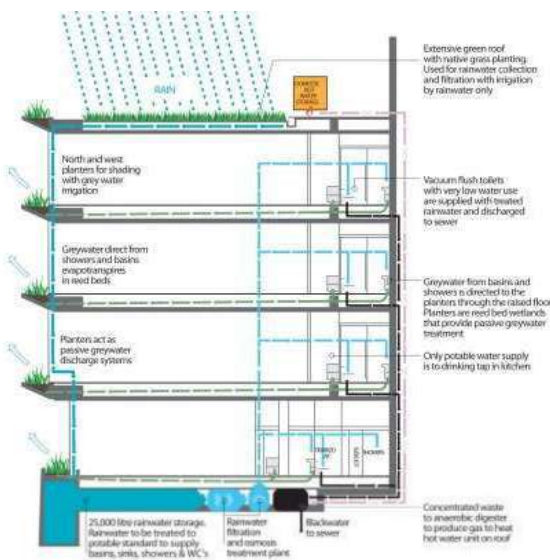 Extensive green roof
with native grass planting.
Used for rainwater collection
and filtration with irrigation
by rainwater only
RAIN
DOMESTIC
HOT
WATER
STORAGE
North and west
planters for shading
with grey water
irrigation
Vacuum flush toilets
with very low water use
are supplied with treated
rainwater and discharged
to sewer
Greywater direct from
showers and basins
evapotranspires
in reed beds
Greywater from basins and
showers is directed to the
planters through the raised floor
Planters are reed bed wetlands
that provide passive greywater
treatment
Planters act as
passive greywater
discharge systems
Only potable water supply
is to drinking tap in kitchen
LOCKERS
SHOWERS
25,000 litre rainwater storage.
Rainwater to be treated to
potable standard to supply
basins, sinks, showers & WC's
Rainwater
filtration
and osmosis
treatment plant
Blackwater
to sewer
Concentrated waste
to anaerobic digester
to produce gas to heat
hot water unit on roof